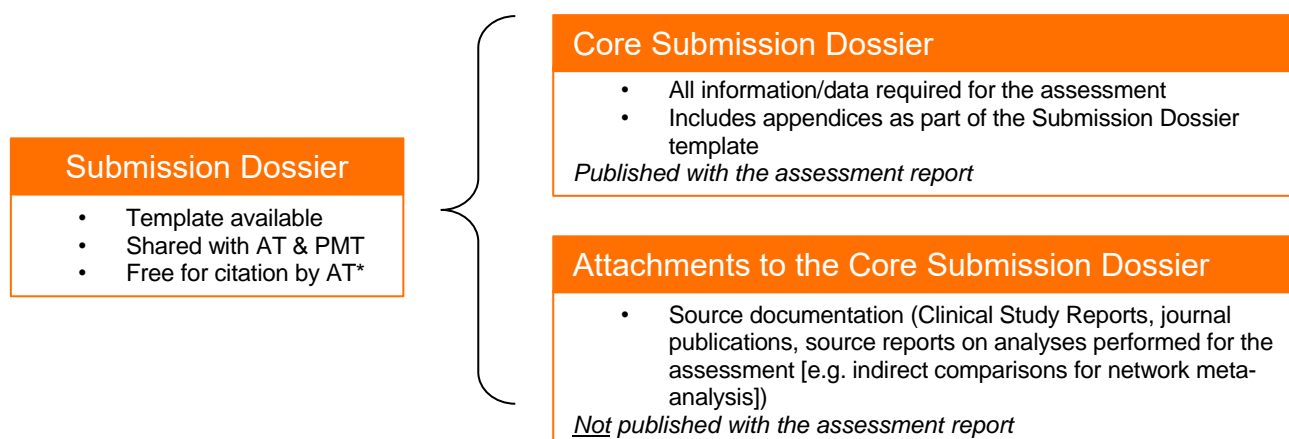 Submission Dossier
• Template available
• Shared with AT & PMT
• Free for citation by AT*
Core Submission Dossier
• All information/data required for the assessment
• Includes appendices as part of the Submission Dossier
template
Published with the assessment report
Attachments to the Core Submission Dossier
• Source documentation (Clinical Study Reports, journal
publications, source reports on analyses performed for the
assessment [e.g. indirect comparisons for network meta-
analysis])
Not published with the assessment report